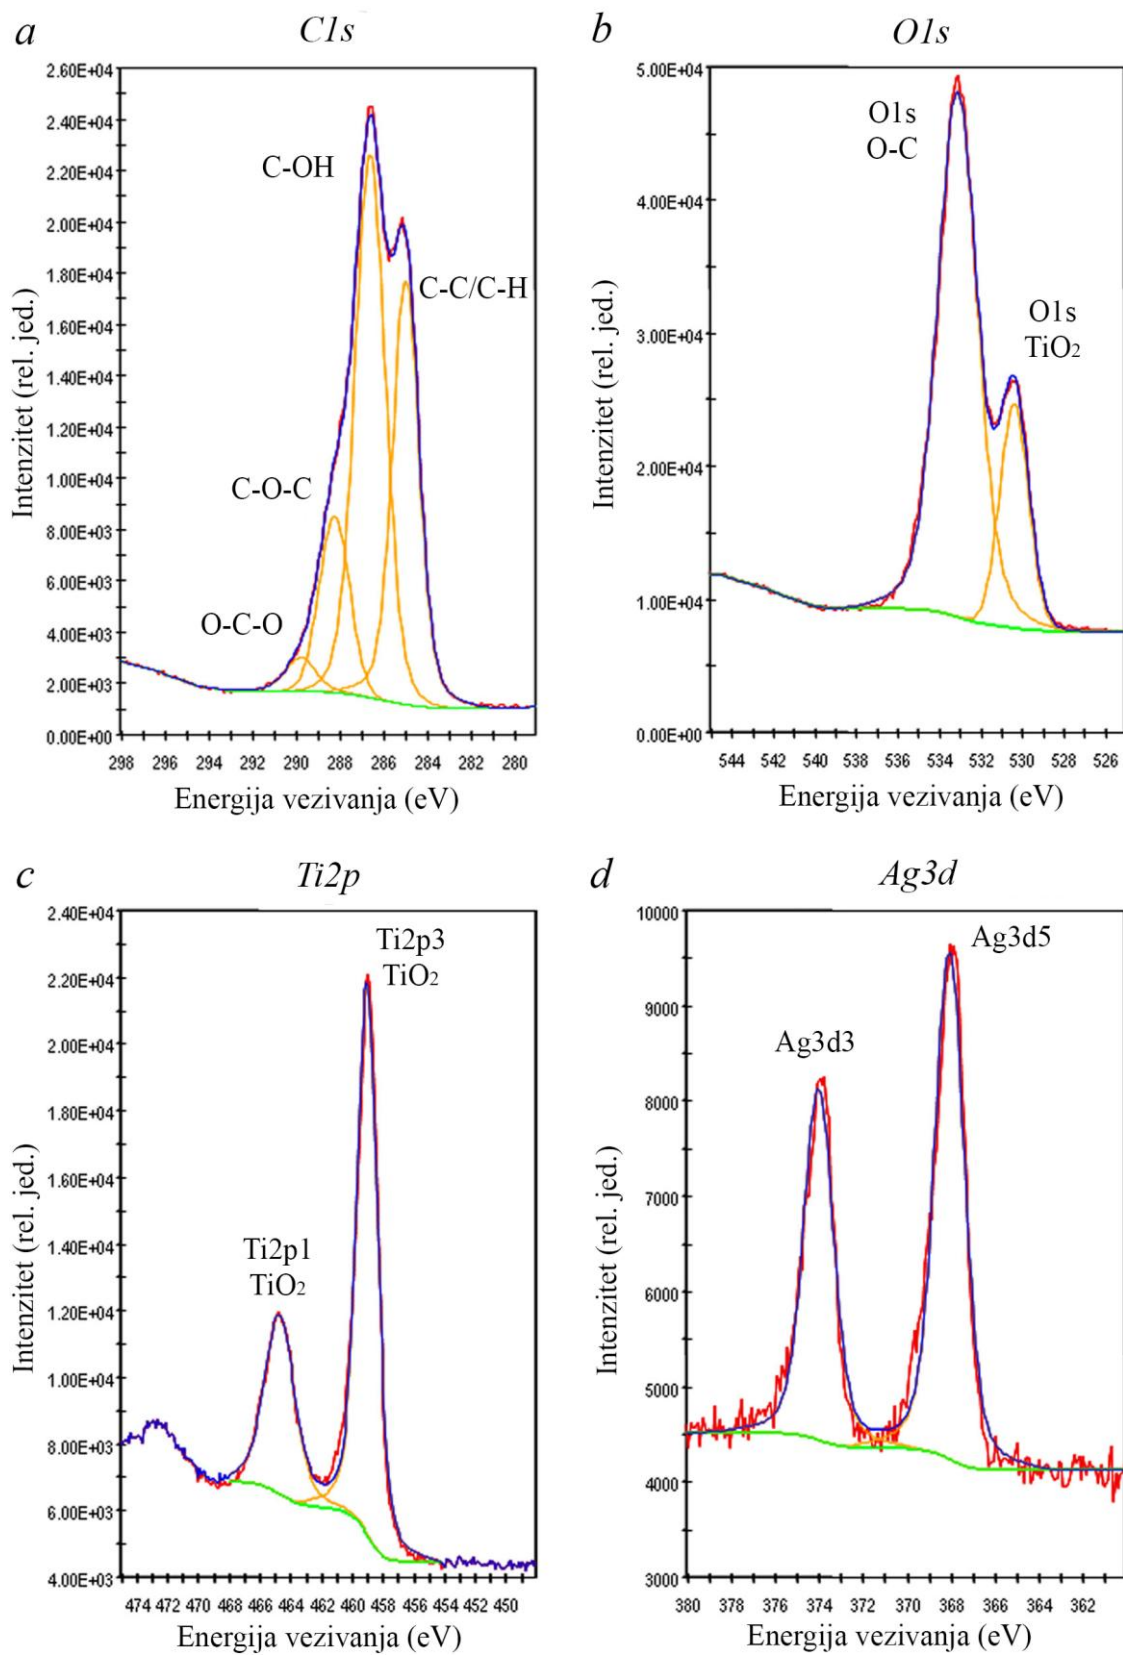 a
C1s
2.60E+04
2.40E+04
2.20E+04
2.00E+04
1.80E+04
1.60E+04
1.40E+04
1.20E+04
1.00E+04
8.00E+03
6.00E+03
4.00E+03
2.00E+03
0.00E+00
C-OH
C-C/C-H
C-O-C
O-C-O
Intenzitet (rel. jed.)
298 296 294 292 290 288 286 284 282 280
Energija vezivanja (eV)
b
O1s
5.00E+04
4.00E+04
3.00E+04
2.00E+04
1.00E+04
0.00E+00
O1s
O-C
O1s
TiO₂
Intenzitet (rel. jed.)
544 542 540 538 536 534 532 530 528 526
Energija vezivanja (eV)
c
Ti2p
2.40E+04
2.20E+04
2.00E+04
1.80E+04
1.60E+04
1.40E+04
1.20E+04
1.00E+04
8.00E+03
6.00E+03
4.00E+03
Ti2p3
TiO₂
Ti2p1
TiO₂
Intenzitet (rel. jed.)
474 472 470 468 466 464 462 460 458 456 454 452 450
Energija vezivanja (eV)
d
Ag3d
10000
9000
8000
7000
6000
5000
4000
3000
Ag3d5
Ag3d3
Intenzitet (rel. jed.)
380 378 376 374 372 370 368 366 364 362
Energija vezivanja (eV)